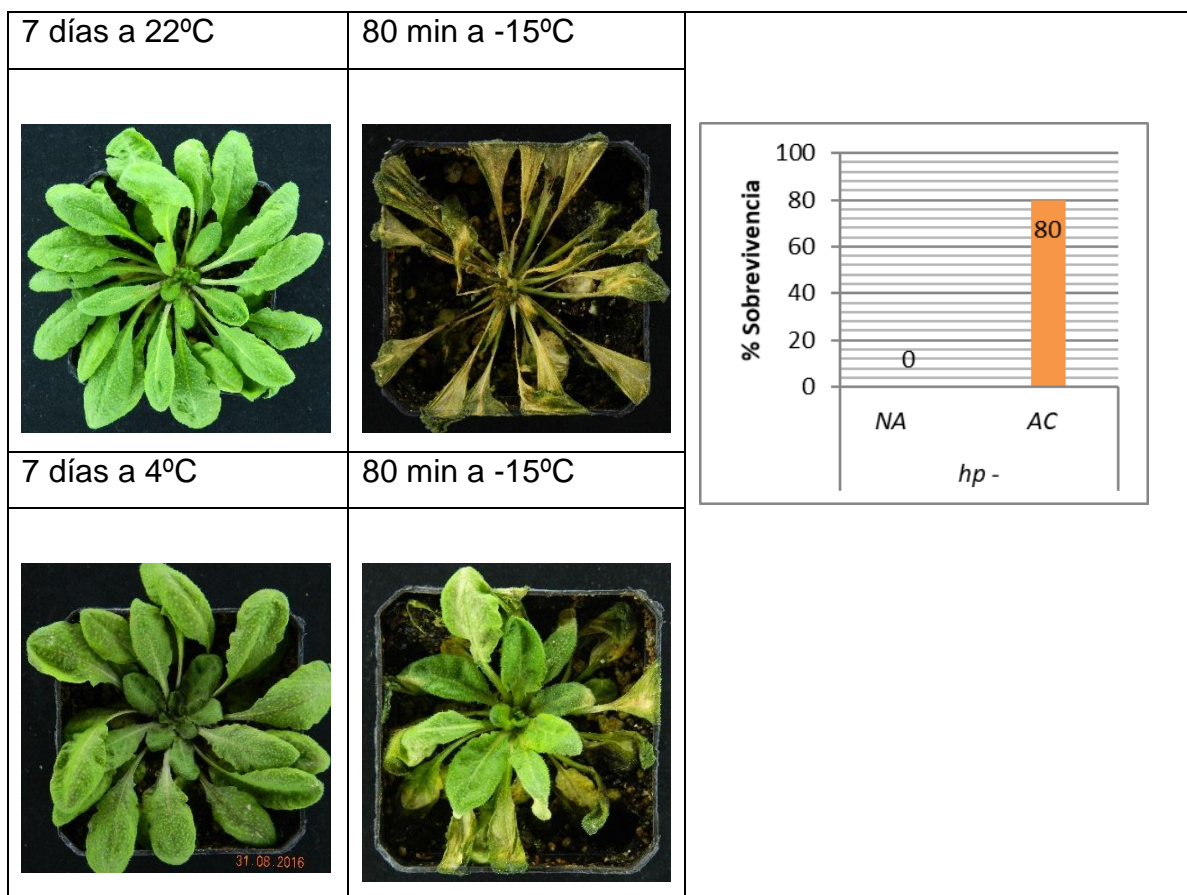 7 días a 22ºC
80 min a -15ºC
7 días a 4ºC
80 min a -15ºC
31 08 2016
% Sobrevivencia
100
80
60
40
20
0
0
80
NA
AC
hp -